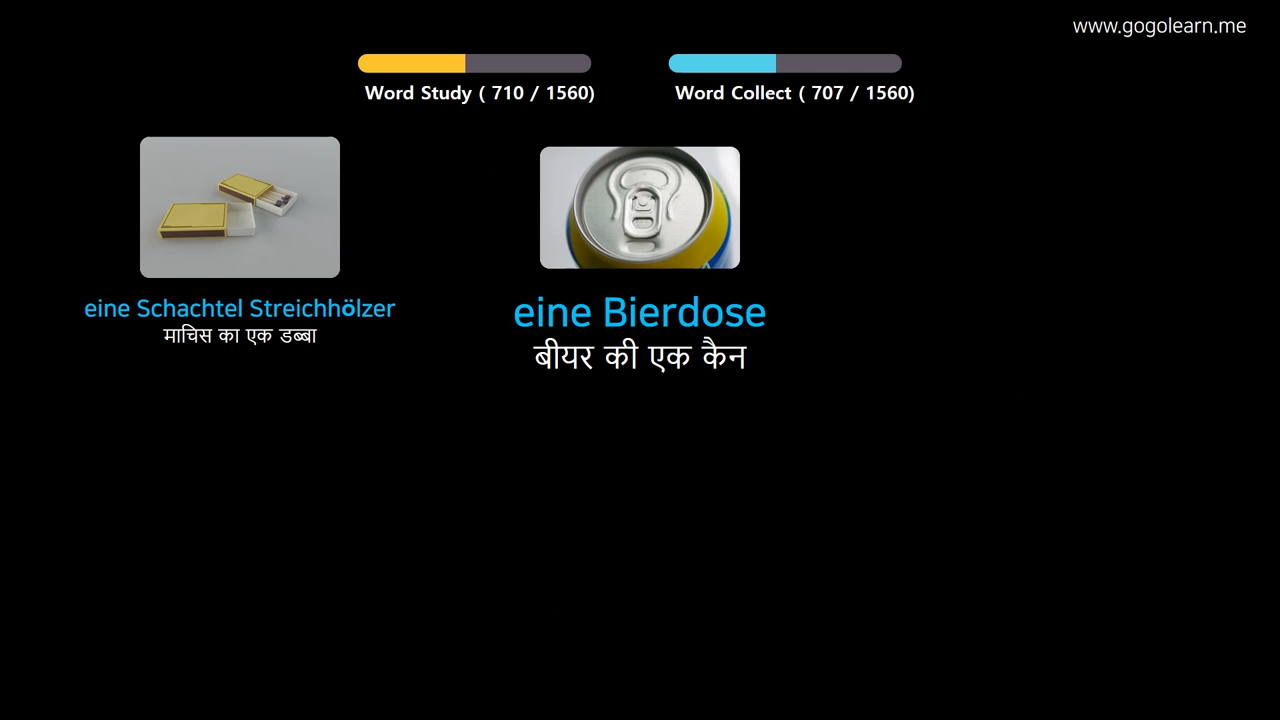 www.gogolearn.me
Word Study ( 710 / 1560)
Word Collect ( 707 / 1560)
eine Schachtel Streichhölzer
माचिस का एक डब्बा
eine Bierdose
बीयर की एक कैन